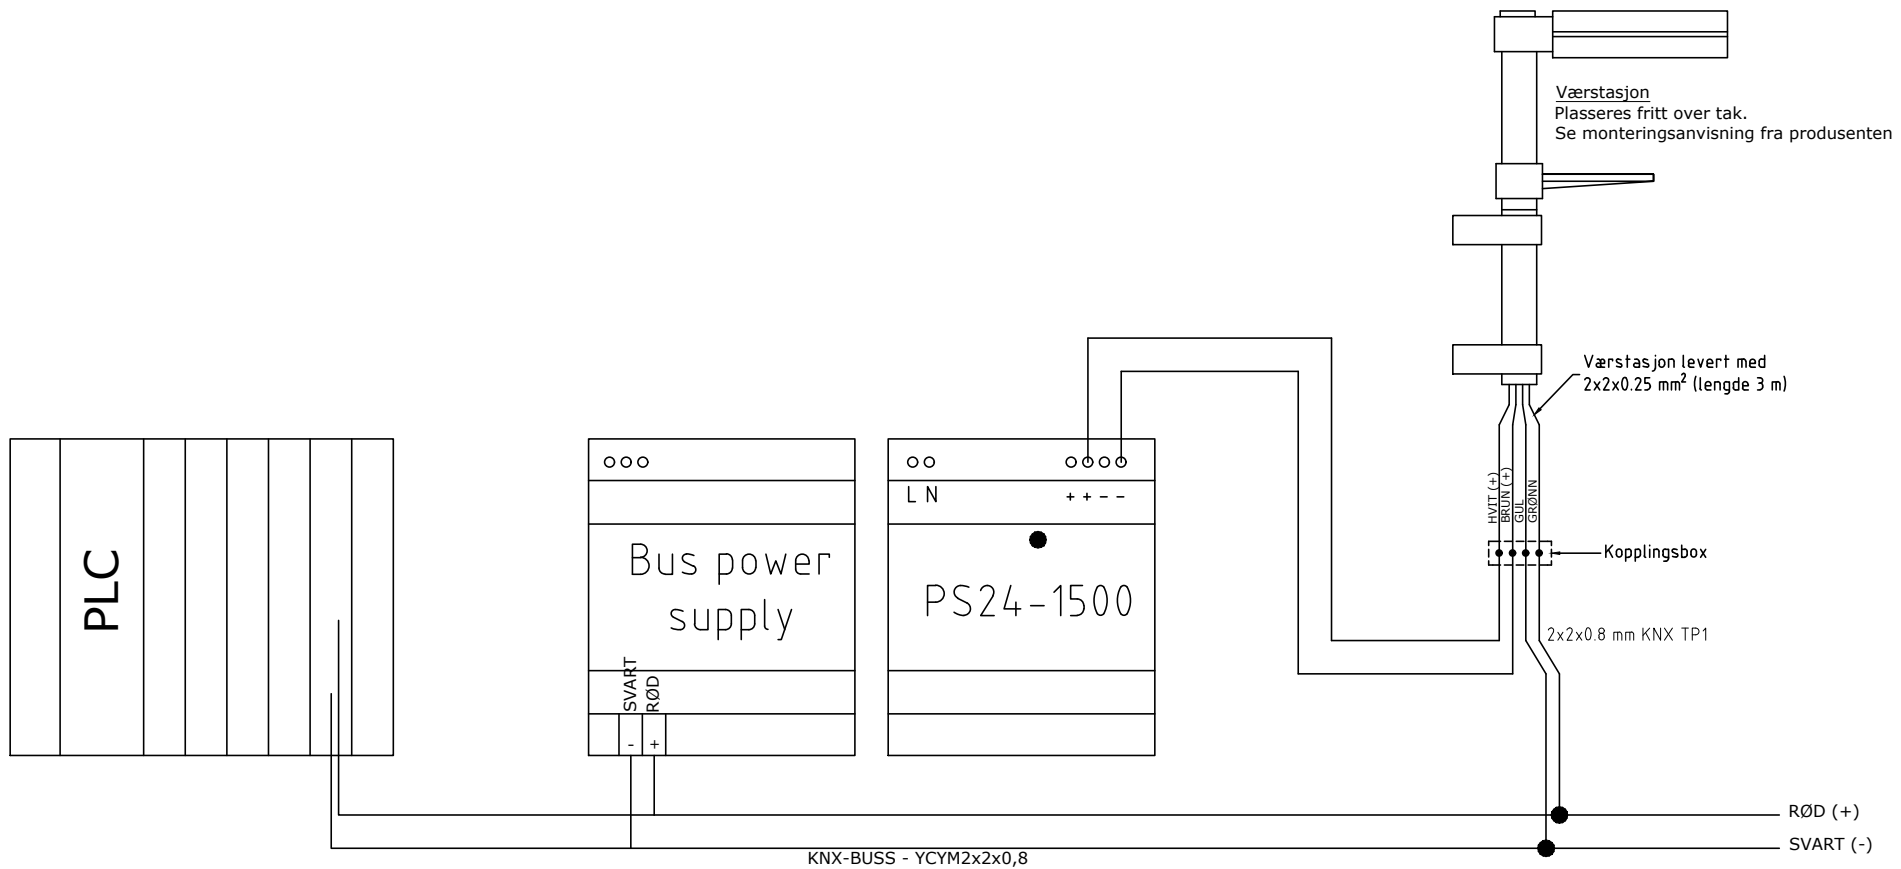 Værstasjon
Plasseres fritt over tak.
Se monteringsanvisning fra produsenten
Værstasjon levert med
2x2x0.25 mm² (lengde 3 m)
HVIT (+)
BRUN (+)
GUL
GRØNN
Kopplingsbox
2x2x0.8 mm KNX TP1
PLC
Bus power
supply
SVART
RØD
- +
L N
+ + - -
PS24-1500
RØD (+)
SVART (-)
KNX-BUSS - YCYM2x2x0,8